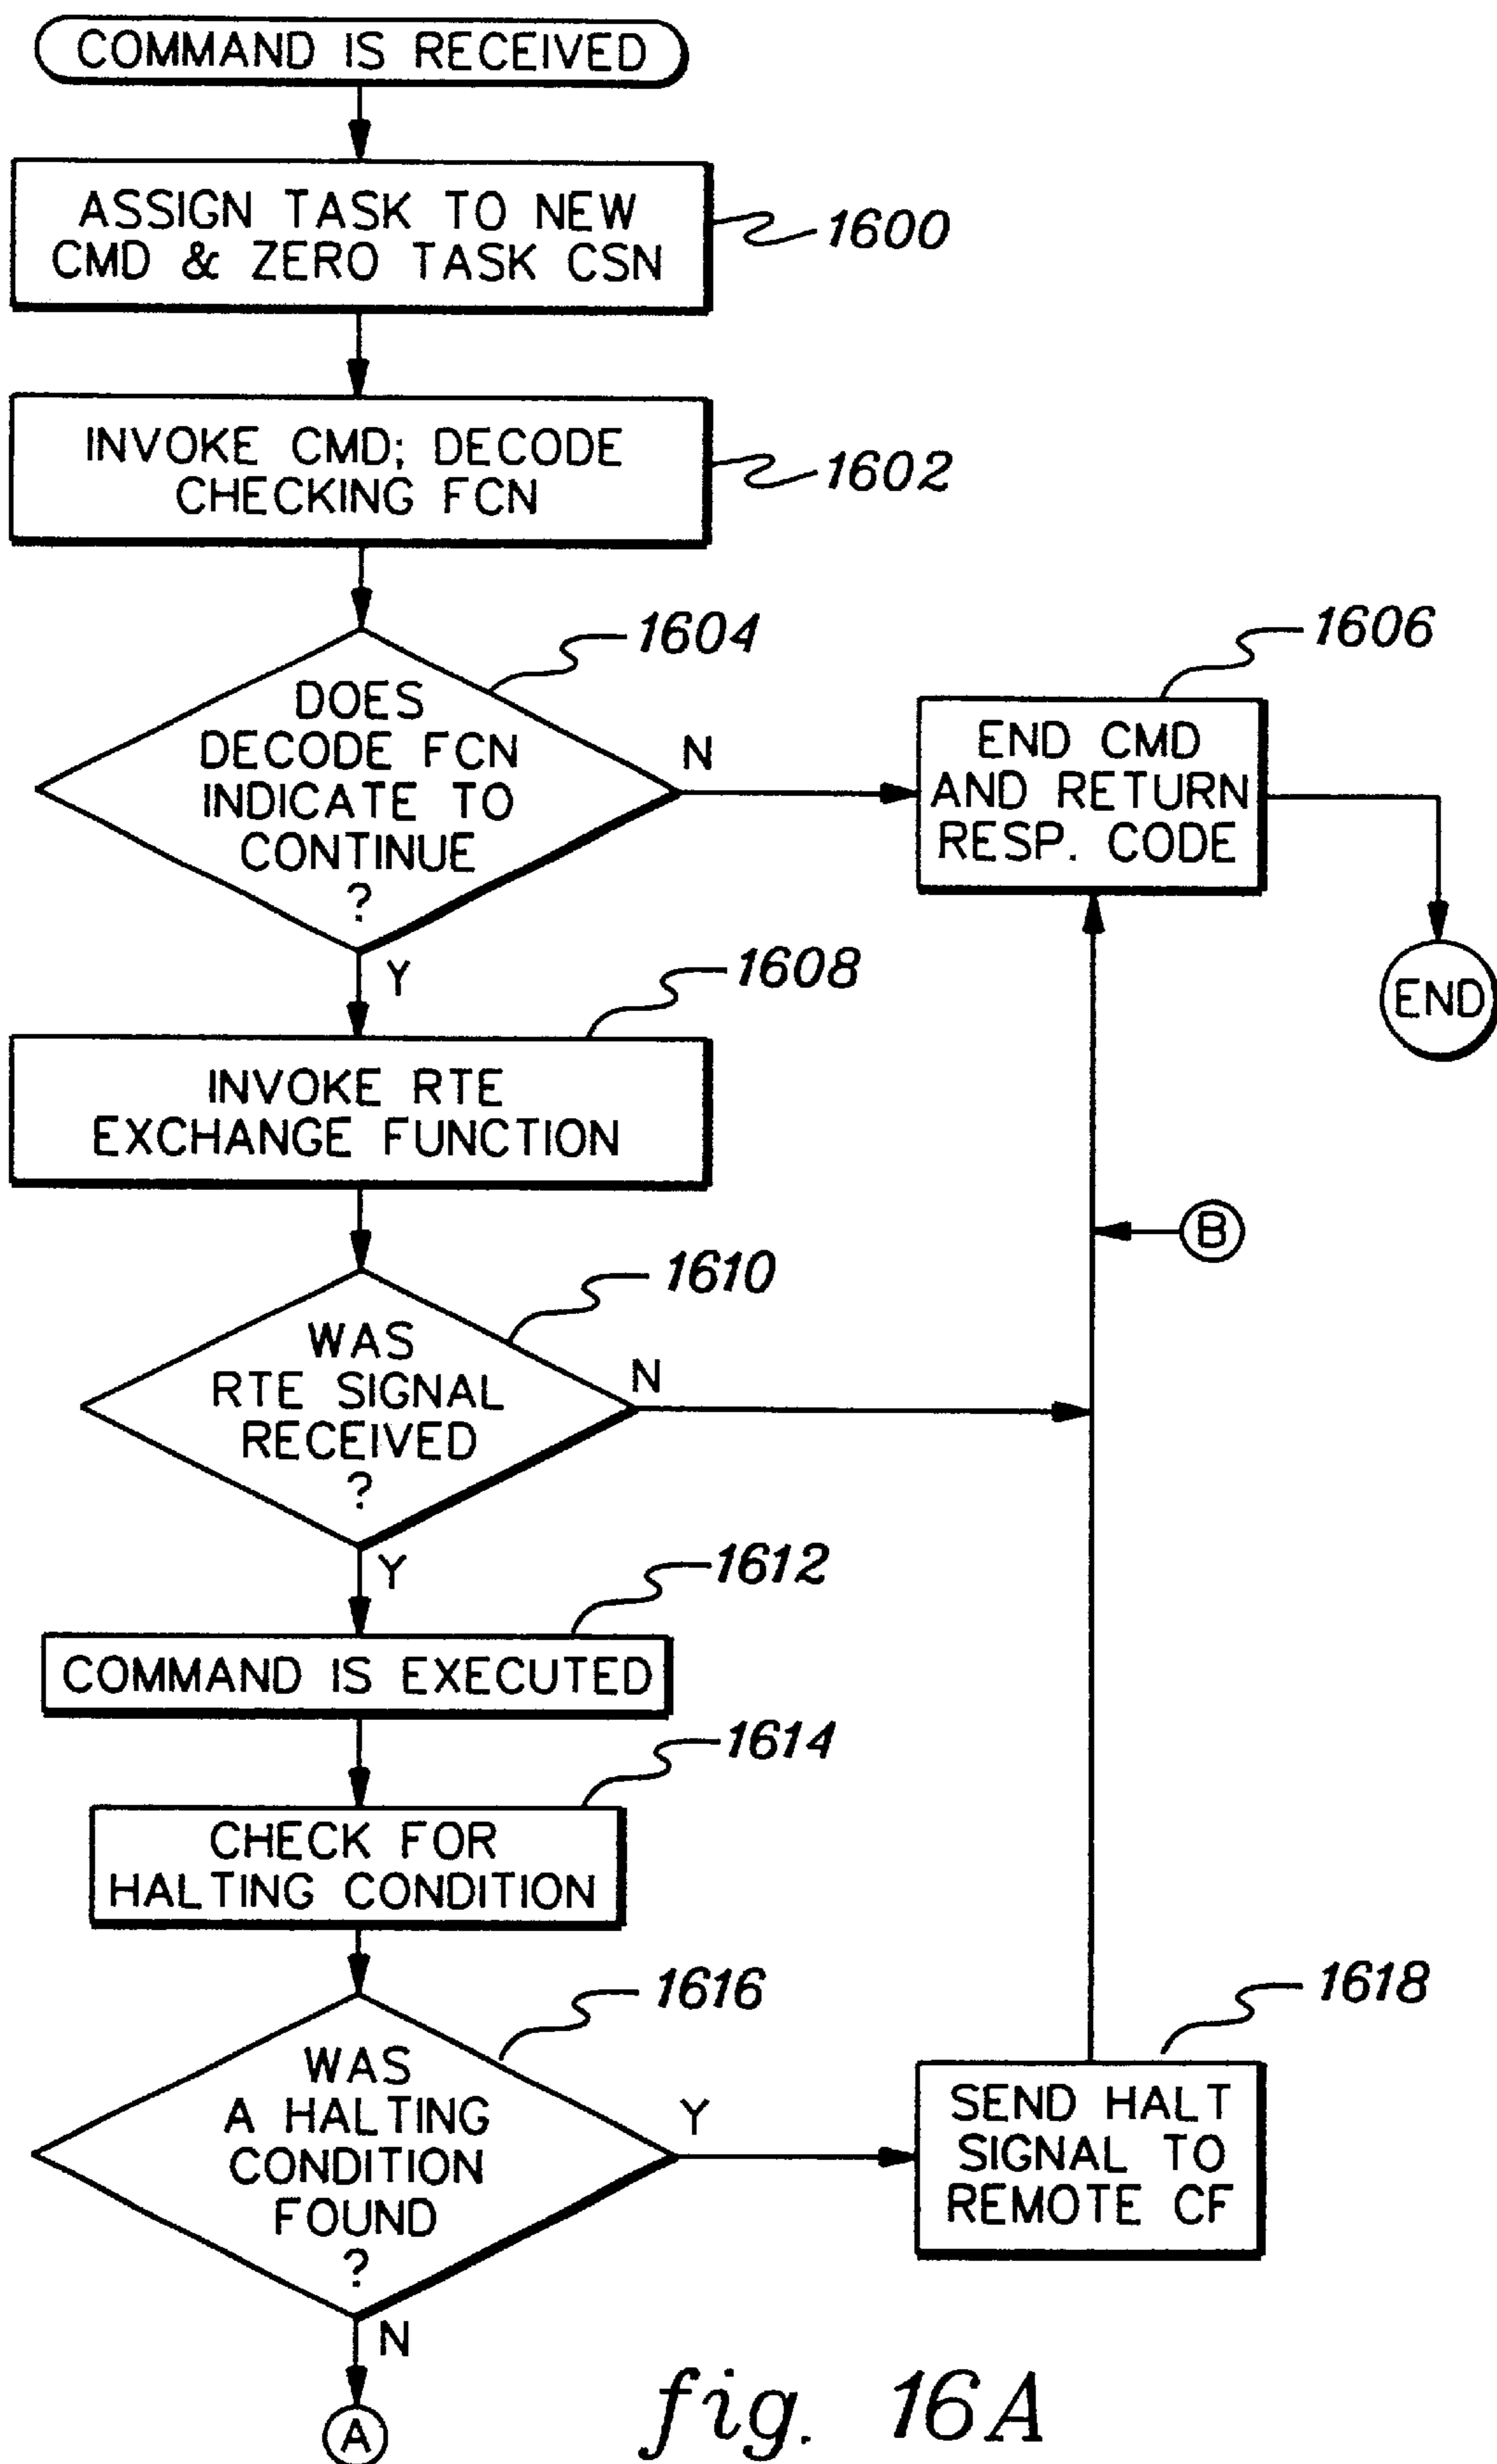 COMMAND IS RECEIVED
ASSIGN TASK TO NEW
CMD & ZERO TASK CSN
1600
INVOKE CMD; DECODE
CHECKING FCN
1602
1604
DOES
DECODE FCN
INDICATE TO
CONTINUE
?
N
Y
1606
END CMD
AND RETURN
RESP. CODE
END
1608
INVOKE RTE
EXCHANGE FUNCTION
B
1610
WAS
RTE SIGNAL
RECEIVED
?
N
Y
1612
COMMAND IS EXECUTED
1614
CHECK FOR
HALTING CONDITION
1616
WAS
A HALTING
CONDITION
FOUND
?
Y
N
1618
SEND HALT
SIGNAL TO
REMOTE CF
A
fig. 16A